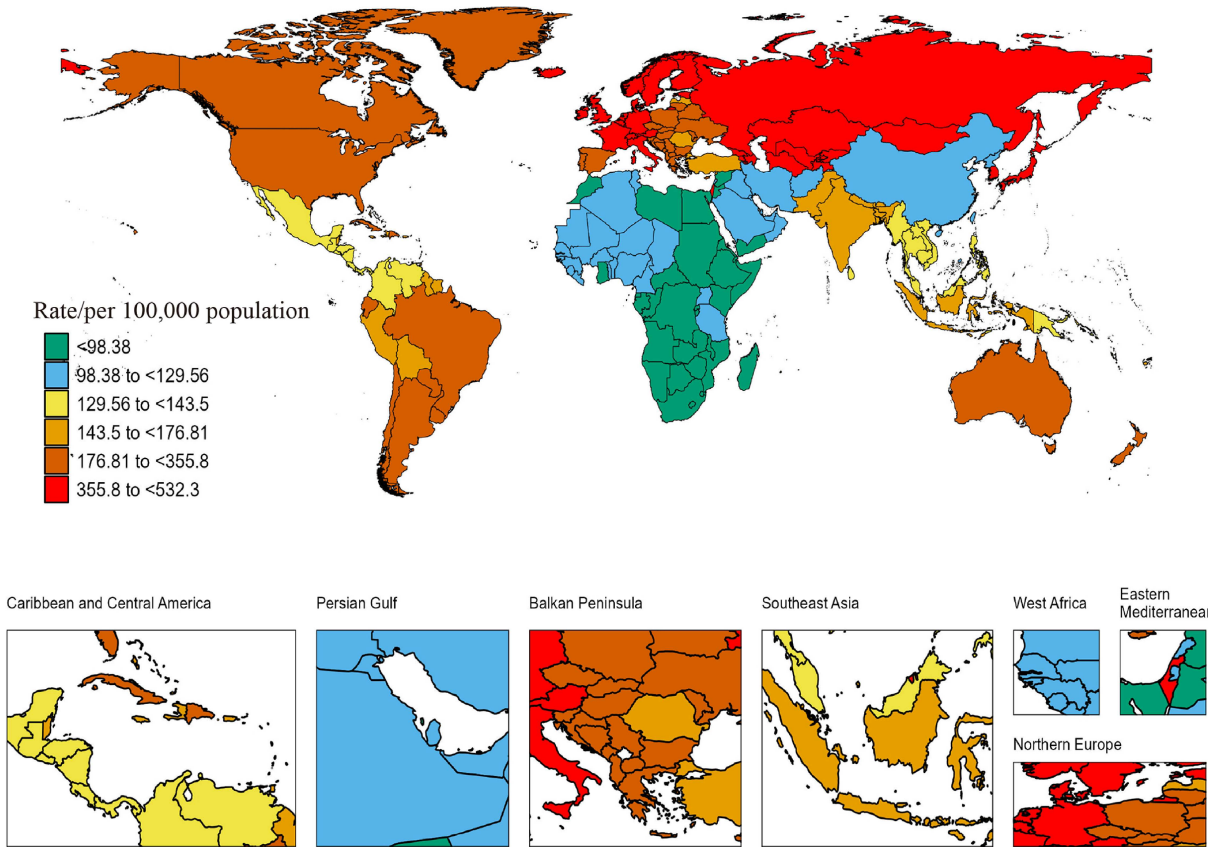 Rate/per 100,000 population
<98.38
98.38 to <129.56
129.56 to <143.5
143.5 to <176.81
176.81 to <355.8
355.8 to <532.3
Caribbean and Central America
Persian Gulf
Balkan Peninsula
Southeast Asia
West Africa
Eastern
Mediterranean
Northern Europe